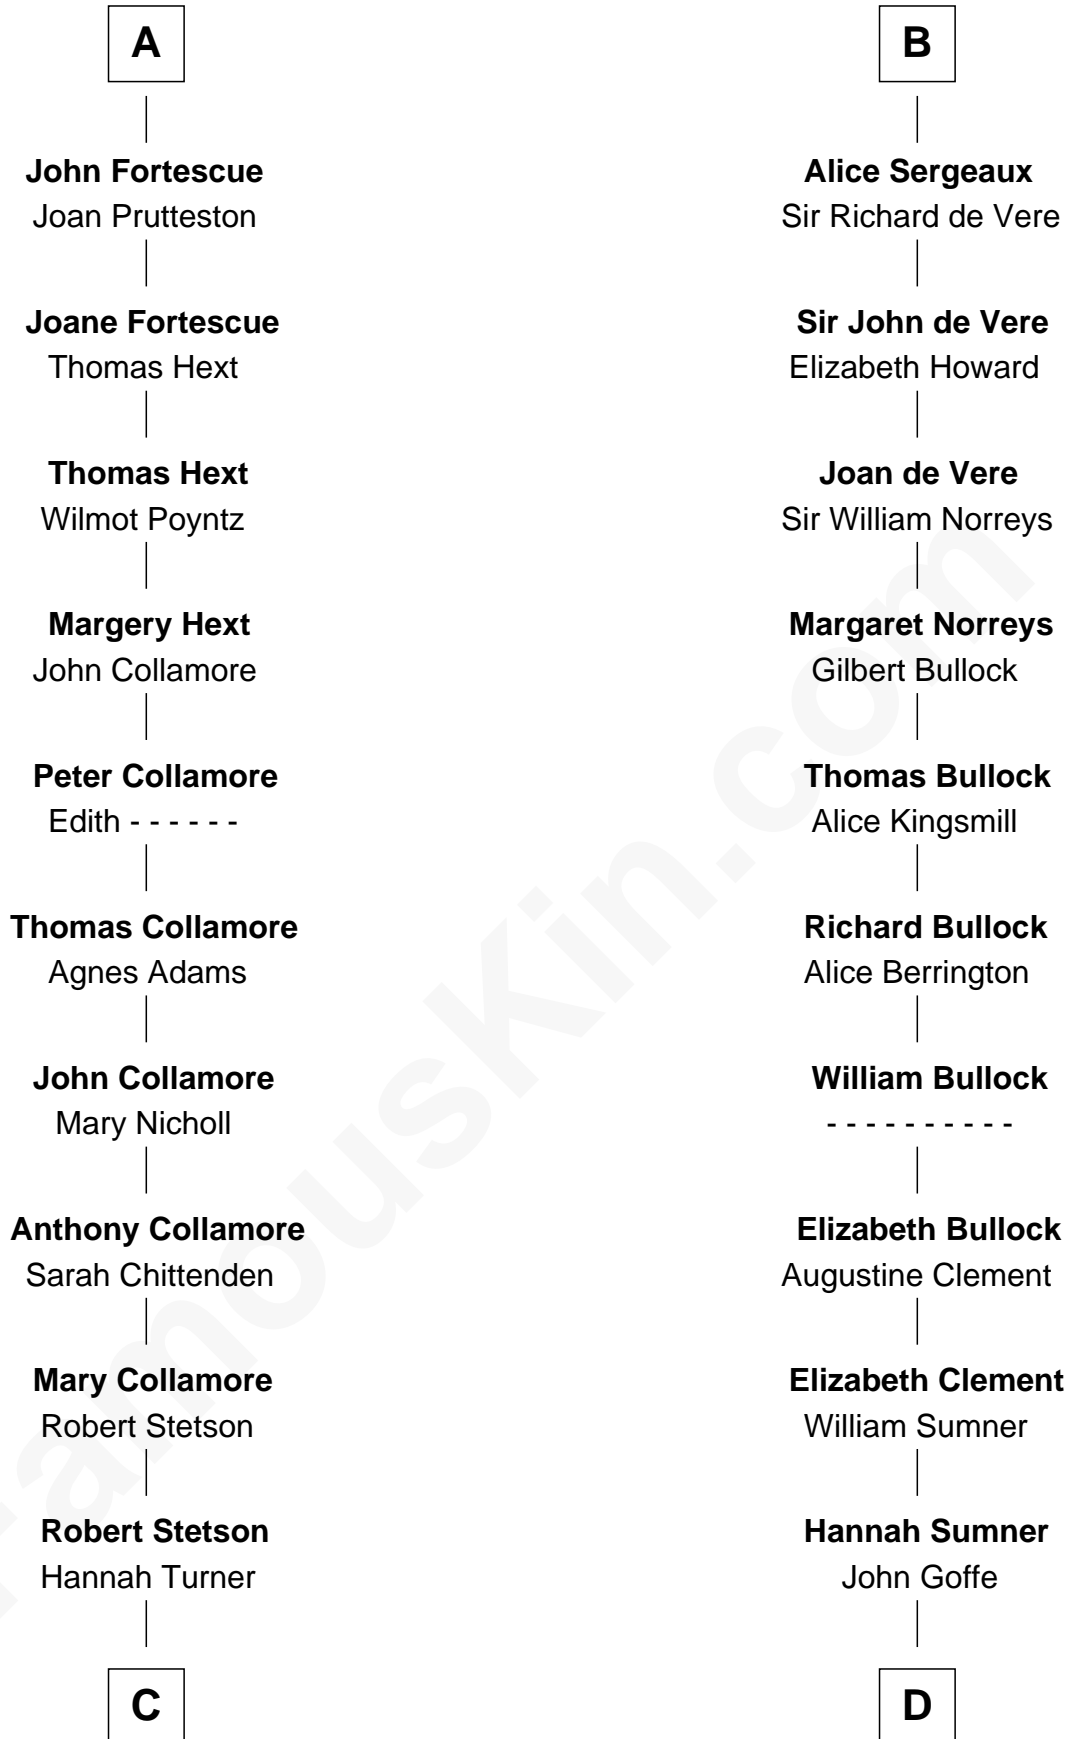 A
John Fortescue
Joan Prutteston
Joane Fortescue
Thomas Hext
Thomas Hext
Wilmot Poyntz
Margery Hext
John Collamore
Peter Collamore
Edith - - - - - -
Thomas Collamore
Agnes Adams
John Collamore
Mary Nicholl
Anthony Collamore
Sarah Chittenden
Mary Collamore
Robert Stetson
Robert Stetson
Hannah Turner
C
B
Alice Sergeaux
Sir Richard de Vere
Sir John de Vere
Elizabeth Howard
Joan de Vere
Sir William Norreys
Margaret Norreys
Gilbert Bullock
Thomas Bullock
Alice Kingsmill
Richard Bullock
Alice Berrington
William Bullock
- - - - - - - - - -
Elizabeth Bullock
Augustine Clement
Elizabeth Clement
William Sumner
Hannah Sumner
John Goffe
D
FamousKin.com